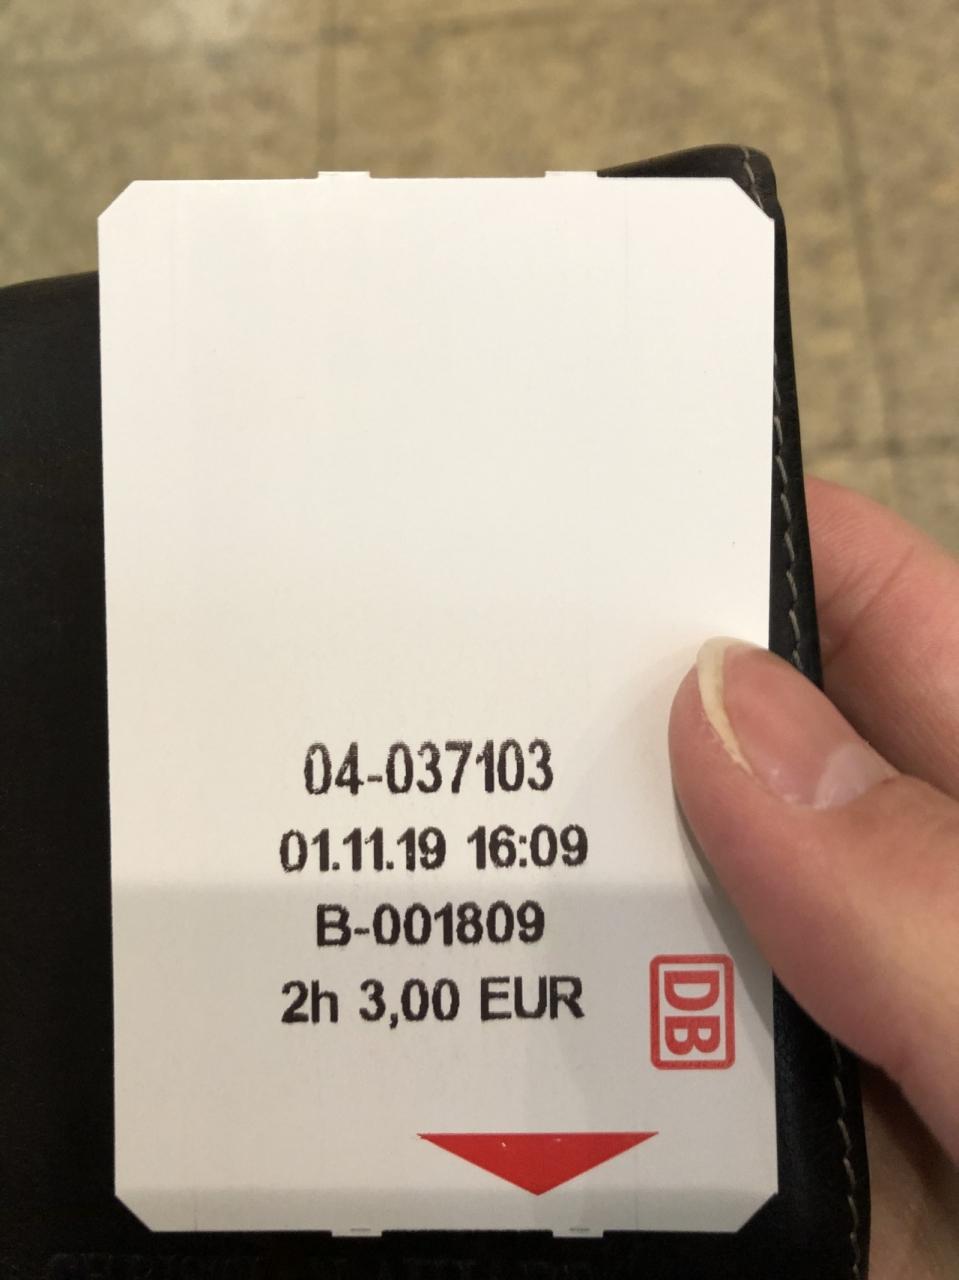 04-037103
01.11.19 16:09
B-001809
2h 3,00 EUR
DB